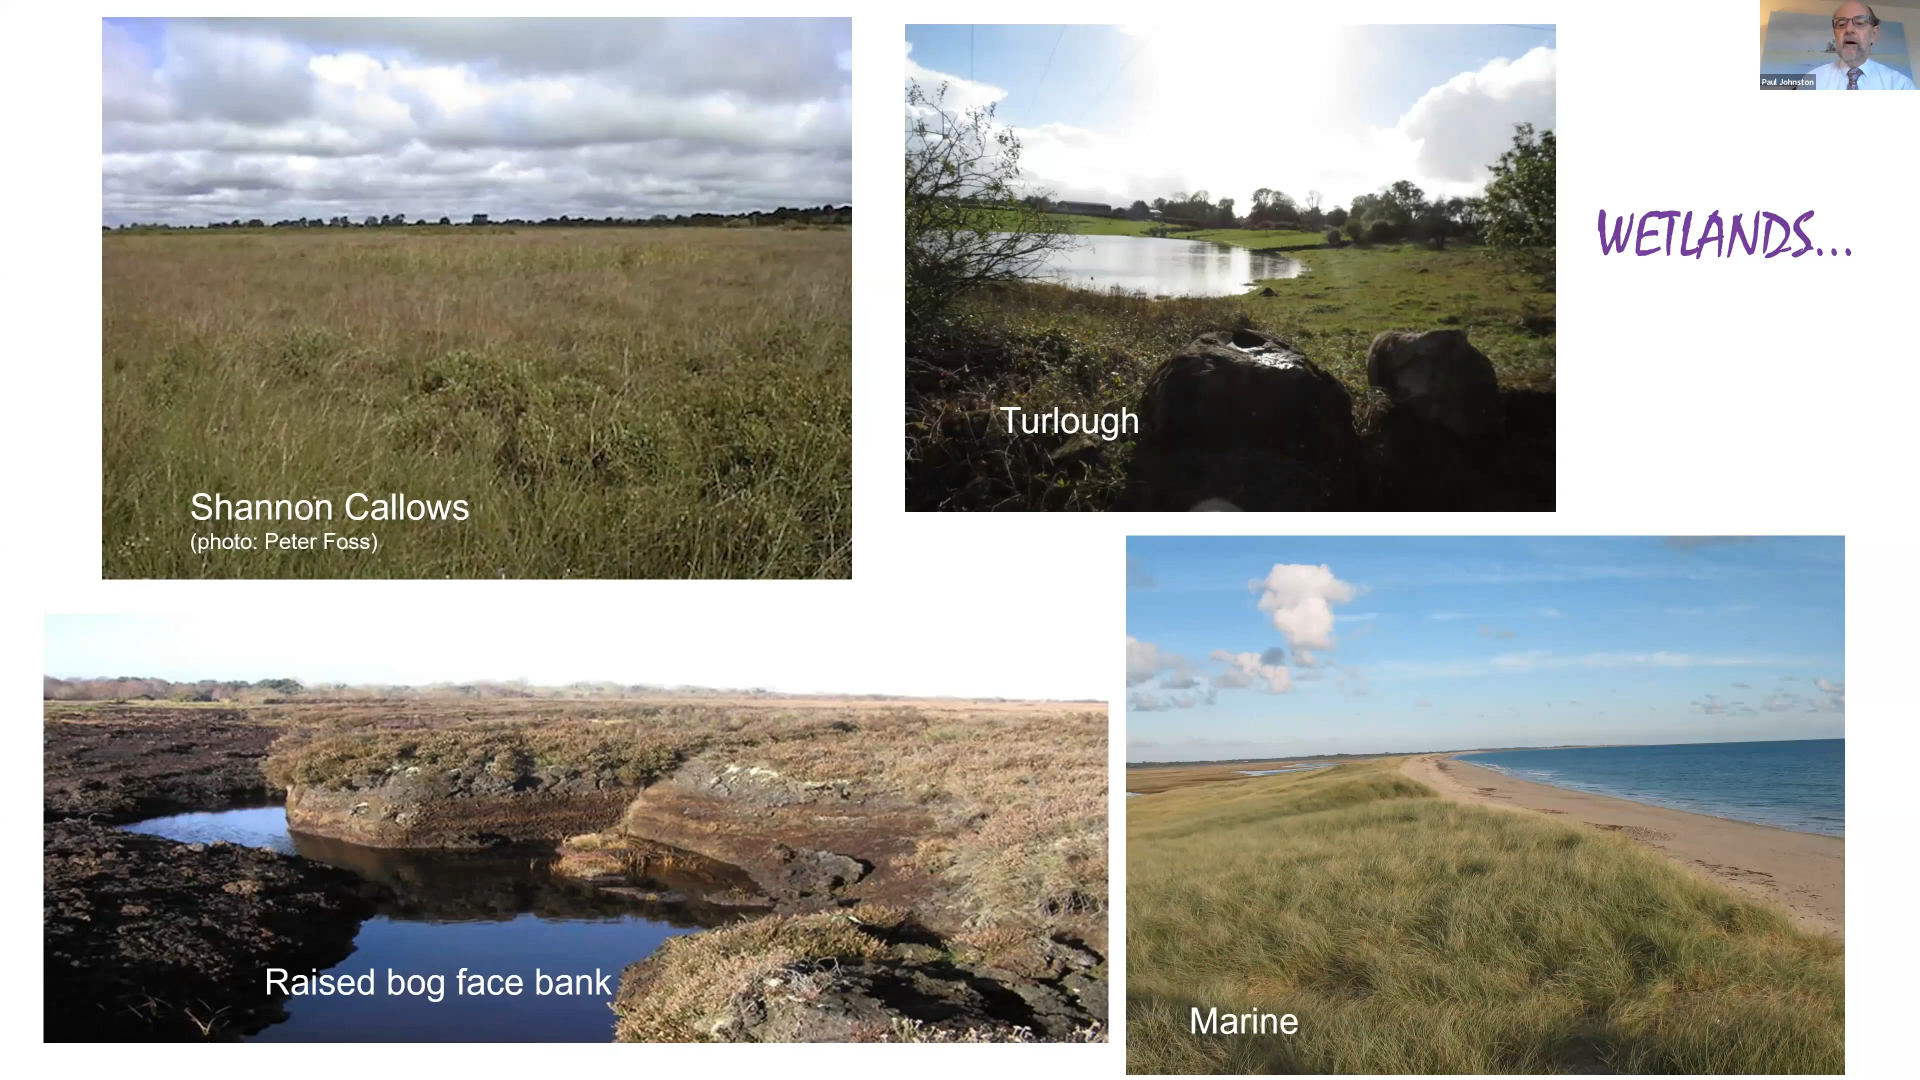 Shannon Callows
(photo: Peter Foss)
Turlough
WETLANDS...
Raised bog face bank
Marine
Paul Johnston